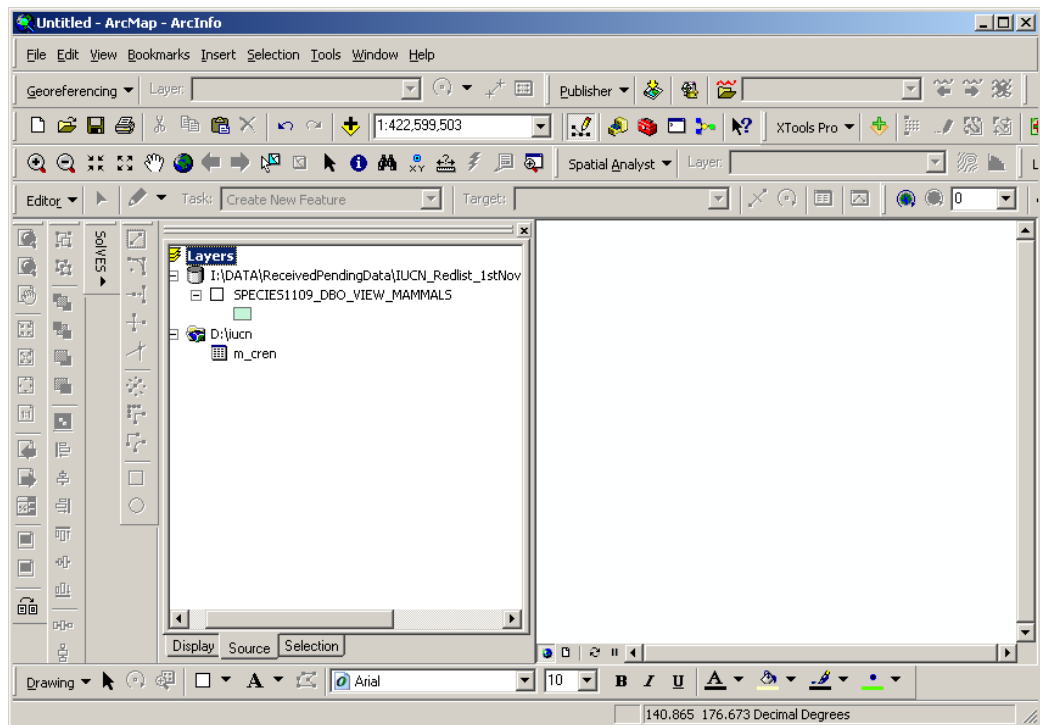 Untitled - ArcMap - ArcInfo
File Edit View Bookmarks Insert Selection Tools Window Help
Georeferencing Layer: Publisher
1:422,599,503 XTools Pro
Spatial Analyst Layer:
Editor Task: Create New Feature Target: 0
SolVES
Layers
I:\DATA\ReceivedPendingData\IUCN_Redlist_1stNov
SPECIES1109_DBO_VIEW_MAMMALS
D:\iucn
m_cren
Display Source Selection
Drawing A Arial 10 B I U A
140.865 176.673 Decimal Degrees